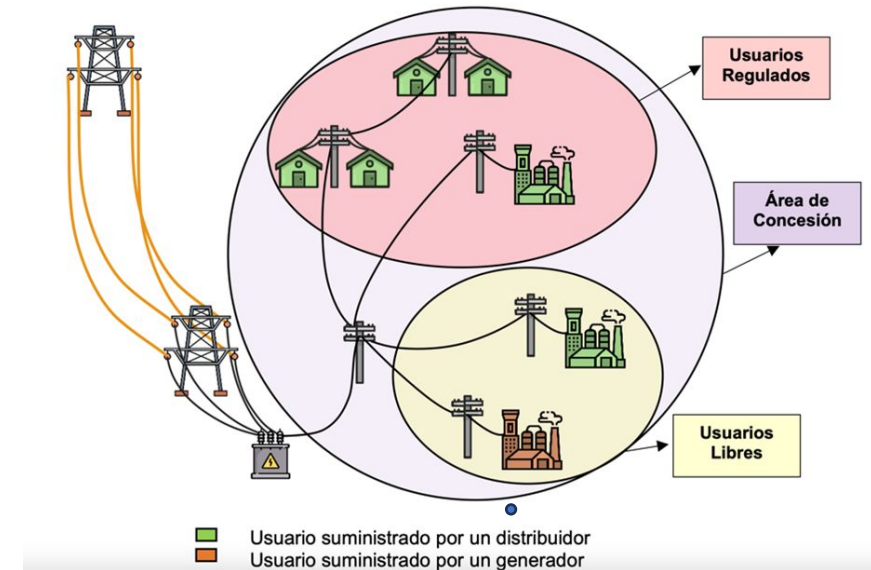 Usuarios
Regulados
Área de
Concesión
Usuarios
Libres
Usuario suministrado por un distribuidor
Usuario suministrado por un generador